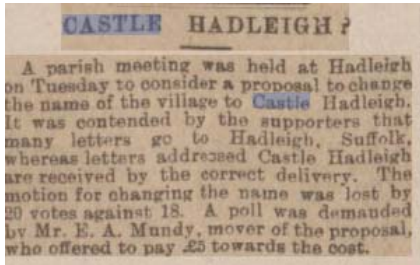 CASTLE HADLEIGH?
A parish meeting was held at Hadleigh
on Tuesday to consider a proposal to change
the name of the village to Castle Hadleigh.
It was contended by the supporters that
many letters go to Hadleigh, Suffolk,
whereas letters addressed Castle Hadleigh
are received by the correct delivery. The
motion for changing the name was lost by
20 votes against 18. A poll was demanded
by Mr. E. A. Mundy, mover of the proposal,
who offered to pay £5 towards the cost.